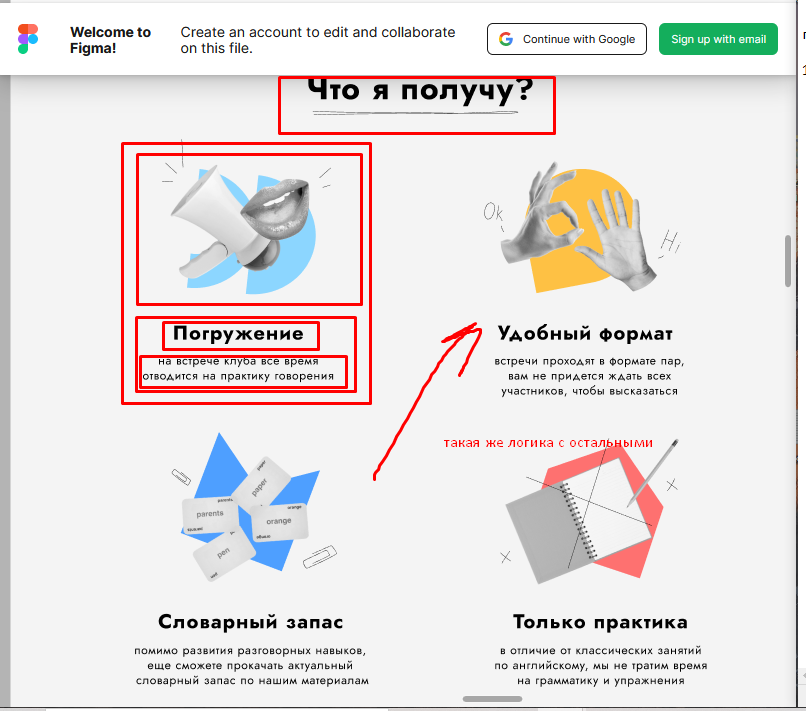 Welcome to
Figma!
Create an account to edit and collaborate
on this file.
Continue with Google
Sign up with email
Что я получу?
Ok
Hi
Погружение
на встрече клуба все время
отводится на практику говорения
Удобный формат
встречи проходят в формате пар,
вам не придется ждать всех
участников, чтобы высказаться
такая же логика с остальными
paper
paper
parents
parents
parents
orange
orange
orange
pen
pen
Словарный запас
помимо развития разговорных навыков,
еще сможете прокачать актуальный
словарный запас по нашим материалам
Только практика
в отличие от классических занятий
по английскому, мы не тратим время
на грамматику и упражнения